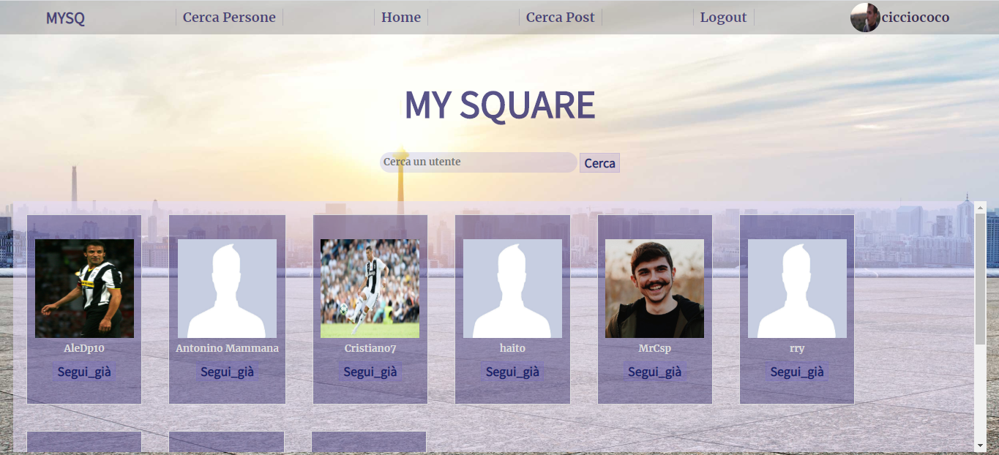 MYSQ
Cerca Persone
Home
Cerca Post
Logout
cicciococo
MY SQUARE
Cerca un utente
Cerca
AleDp10
Antonino Mammana
Cristiano7
haito
MrCsp
rry
Segui_già
Segui_già
Segui_già
Segui_già
Segui_già
Segui_già